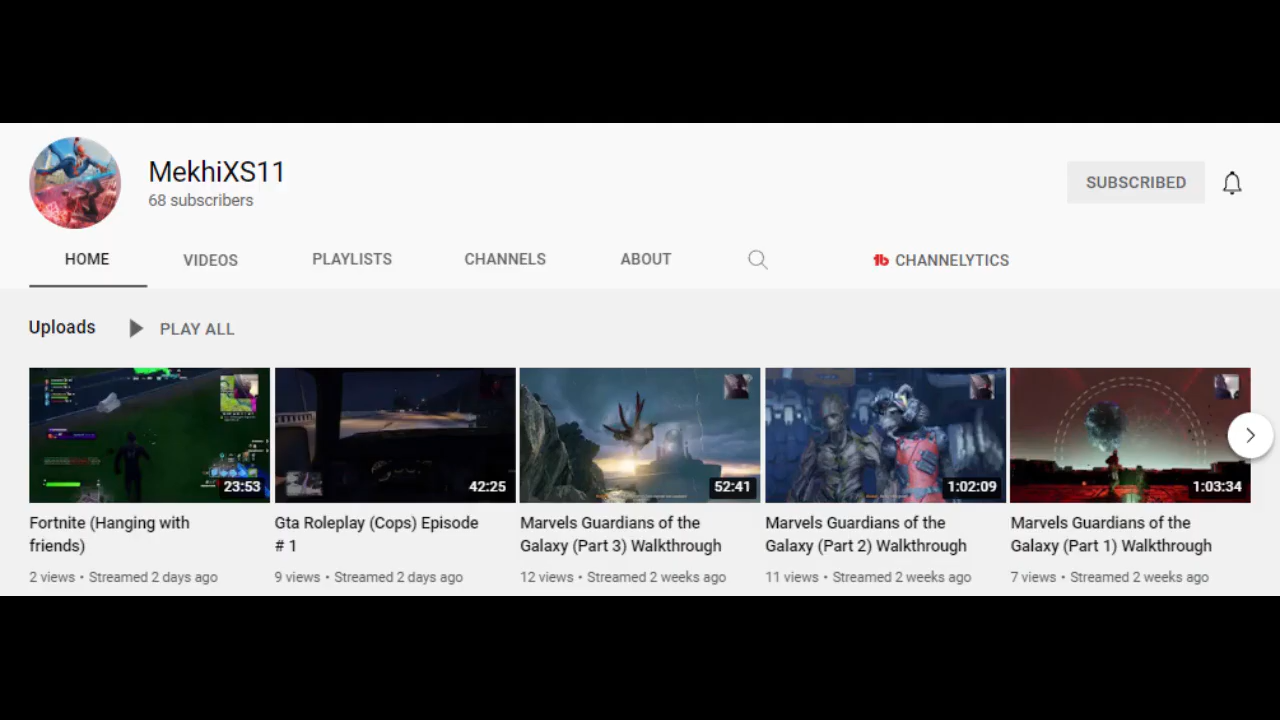 MekhiXS11
68 subscribers
SUBSCRIBED
HOME
VIDEOS
PLAYLISTS
CHANNELS
ABOUT
CHANNELYTICS
Uploads
PLAY ALL
23:53
Fortnite (Hanging with
friends)
2 views • Streamed 2 days ago
42:25
Gta Roleplay (Cops) Episode
# 1
9 views • Streamed 2 days ago
52:41
Marvels Guardians of the
Galaxy (Part 3) Walkthrough
12 views • Streamed 2 weeks ago
1:02:09
Marvels Guardians of the
Galaxy (Part 2) Walkthrough
11 views • Streamed 2 weeks ago
1:03:34
Marvels Guardians of the
Galaxy (Part 1) Walkthrough
7 views • Streamed 2 weeks ago